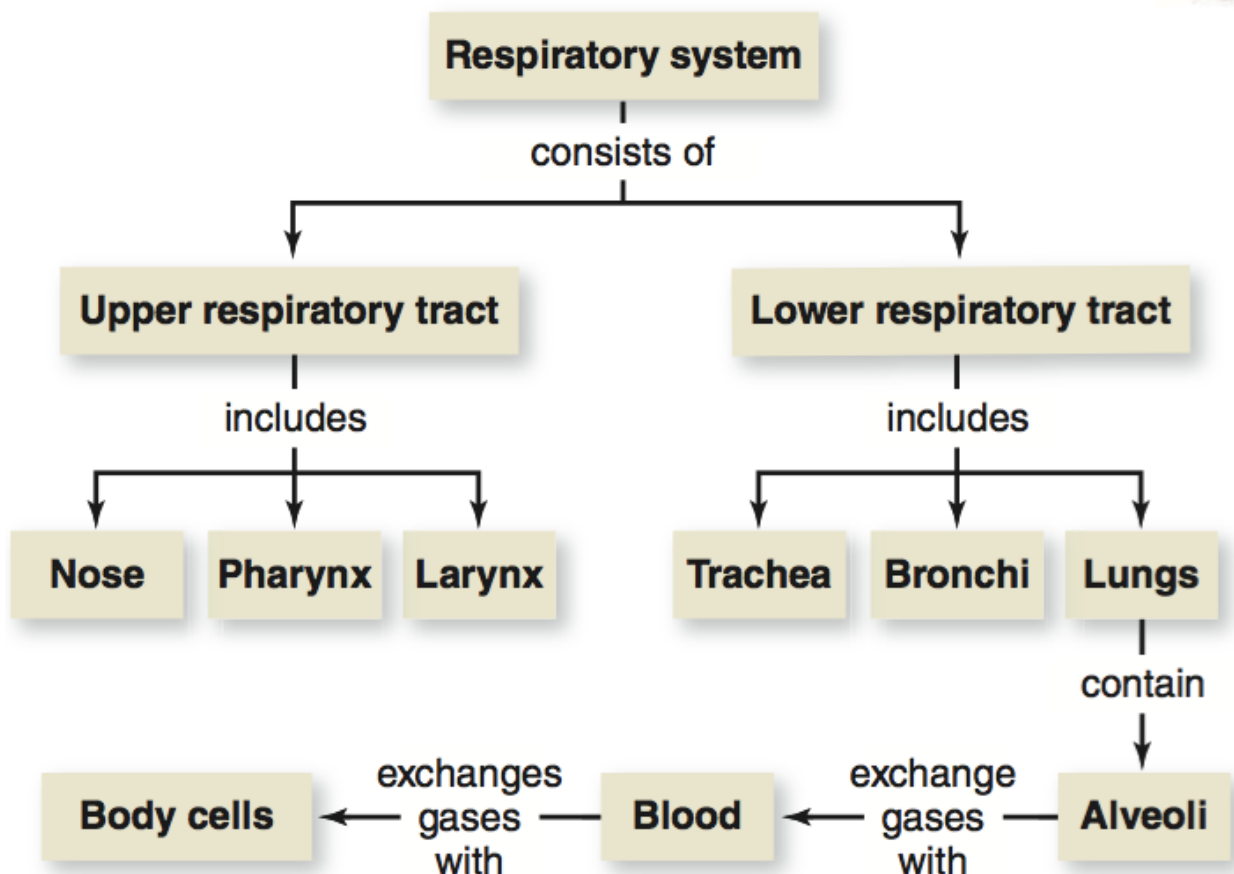 Respiratory system
consists of
Upper respiratory tract
Lower respiratory tract
includes
includes
Nose
Pharynx
Larynx
Trachea
Bronchi
Lungs
contain
Body cells
exchanges
gases
with
Blood
exchange
gases
with
Alveoli